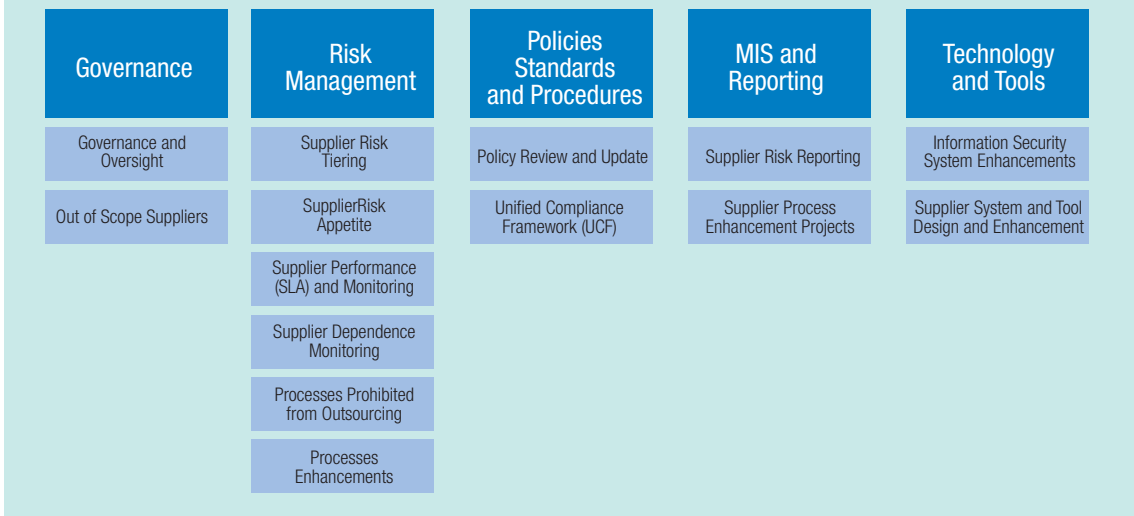 Governance
Governance and
Oversight
Out of Scope Suppliers
Risk
Management
Supplier Risk
Tiering
SupplierRisk
Appetite
Supplier Performance
(SLA) and Monitoring
Supplier Dependence
Monitoring
Processes Prohibited
from Outsourcing
Processes
Enhancements
Policies
Standards
and Procedures
Policy Review and Update
Unified Compliance
Framework (UCF)
MIS and
Reporting
Supplier Risk Reporting
Supplier Process
Enhancement Projects
Technology
and Tools
Information Security
System Enhancements
Supplier System and Tool
Design and Enhancement